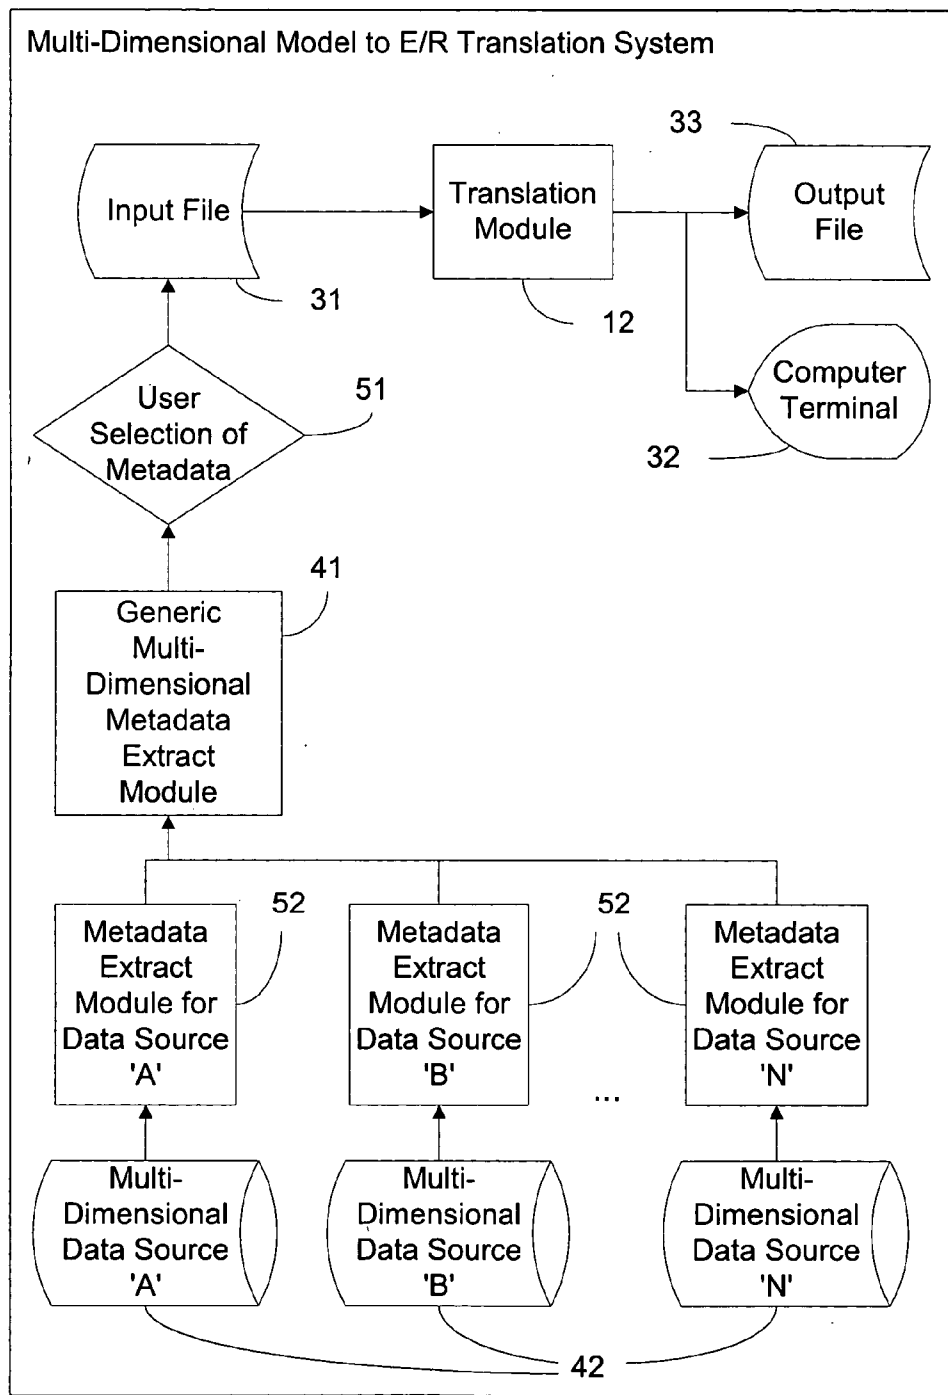 Multi-Dimensional Model to E/R Translation System
33
Input File
Translation
Module
Output
File
31
12
Computer
Terminal
32
User
Selection of
Metadata
51
41
Generic
Multi-
Dimensional
Metadata
Extract
Module
52
52
Metadata
Extract
Module for
Data Source
'A'
Metadata
Extract
Module for
Data Source
'B'
...
Metadata
Extract
Module for
Data Source
'N'
Multi-
Dimensional
Data Source
'A'
Multi-
Dimensional
Data Source
'B'
Multi-
Dimensional
Data Source
'N'
42